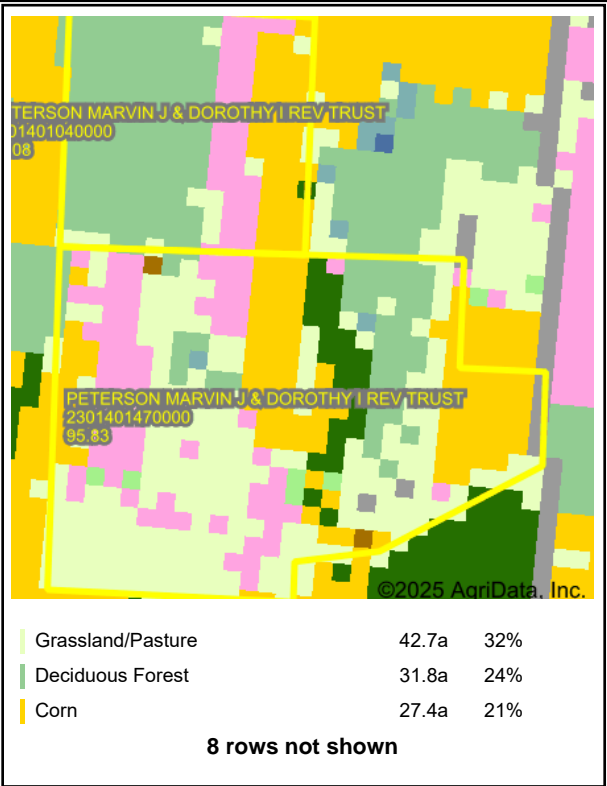 TERSON MARVIN J & DOROTHY I REV TRUST
01401040000
08
PETERSON MARVIN J & DOROTHY I REV TRUST
2301401470000
95.83
©2025 AgriData, Inc.
Grassland/Pasture 42.7a 32%
Deciduous Forest 31.8a 24%
Corn 27.4a 21%
8 rows not shown